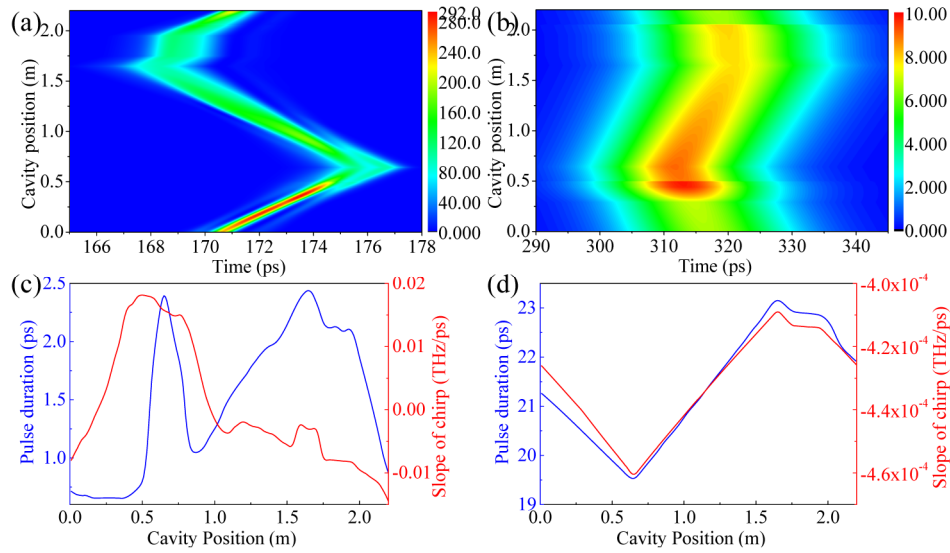 (a)
Cavity position (m)
2.0
1.5
1.0
0.5
0.0
166 168 170 172 174 176 178
Time (ps)
292.0
280.0
240.0
200.0
160.0
120.0
80.00
40.00
0.000
(b)
Cavity position (m)
2.0
1.5
1.0
0.5
0.0
290 300 310 320 330 340
Time (ps)
10.00
8.000
6.000
4.000
2.000
0.000
(c)
Pulse duration (ps)
2.5
2.0
1.5
1.0
0.0 0.5 1.0 1.5 2.0
Cavity Position (m)
0.02
0.01
0.00
-0.01
Slope of chirp (THz/ps)
(d)
Pulse duration (ps)
23
22
21
20
19
0.0 0.5 1.0 1.5 2.0
Cavity Position (m)
-4.0x10⁻⁴
-4.2x10⁻⁴
-4.4x10⁻⁴
-4.6x10⁻⁴
Slope of chirp (THz/ps)